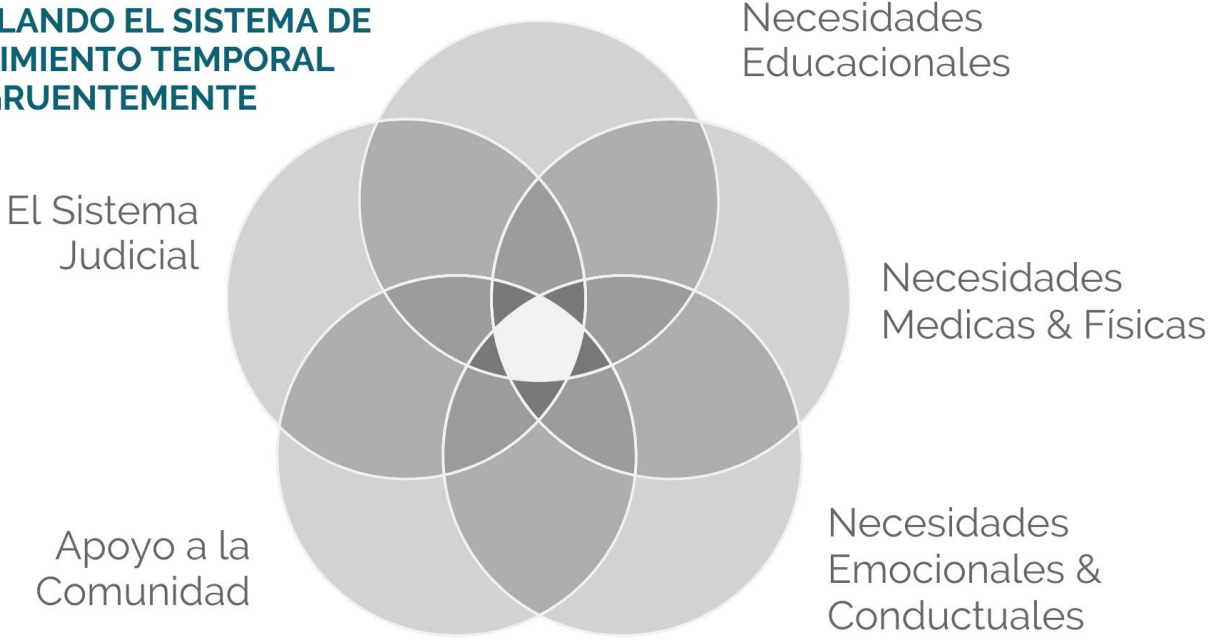 LANDO EL SISTEMA DE
IMIENTO TEMPORAL
RUENTEMENTE
Necesidades
Educacionales
El Sistema
Judicial
Necesidades
Medicas & Físicas
Necesidades
Emocionales &
Conductuales
Apoyo a la
Comunidad